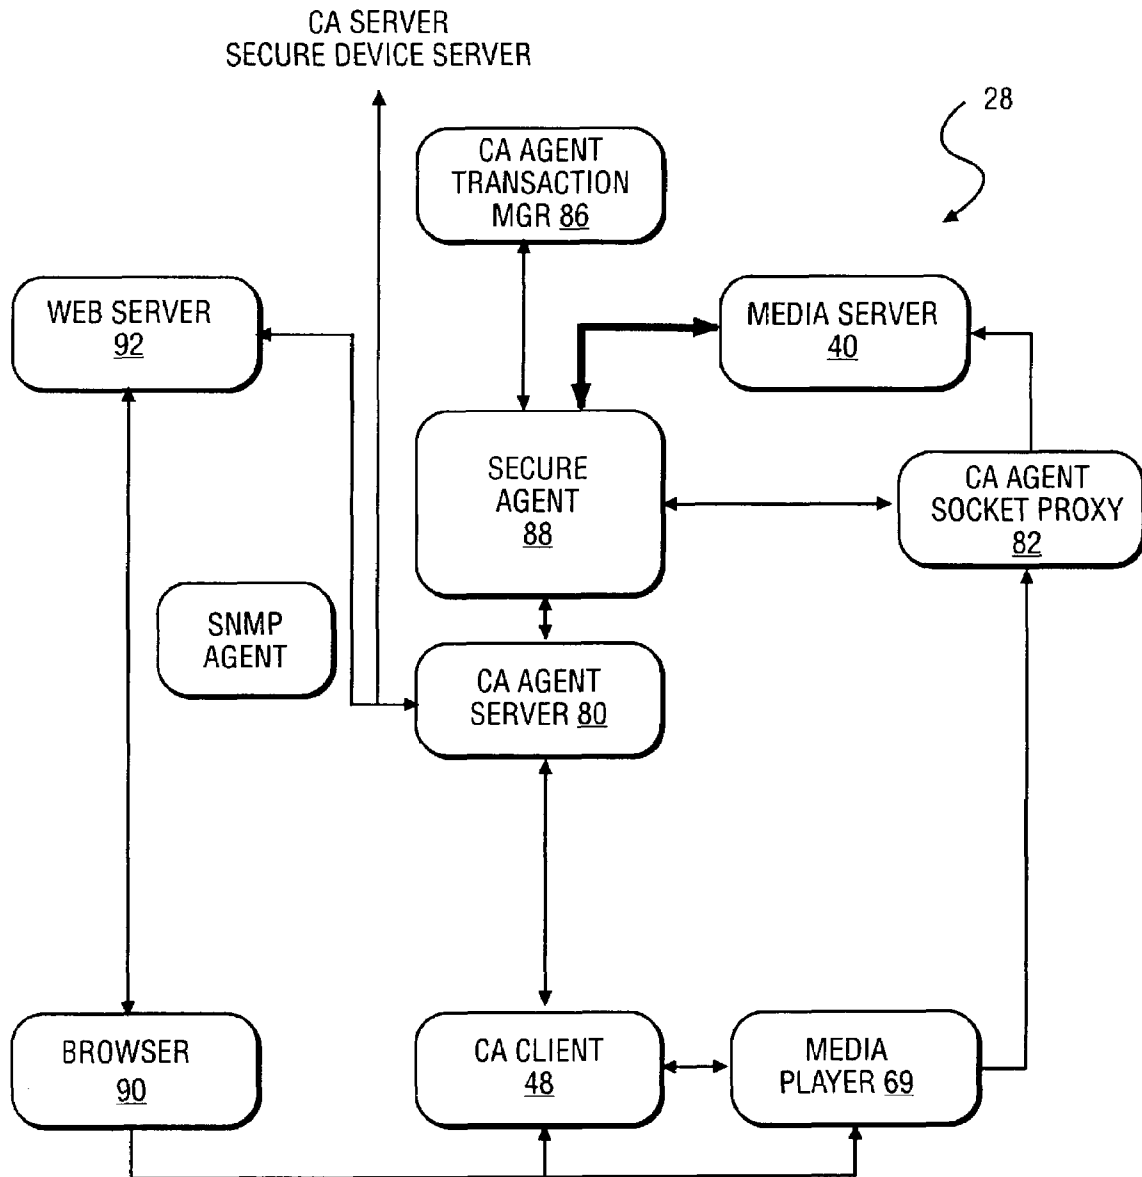 CA SERVER
SECURE DEVICE SERVER
28
CA AGENT
TRANSACTION
MGR 86
WEB SERVER
92
MEDIA SERVER
40
SECURE
AGENT
88
CA AGENT
SOCKET PROXY
82
SNMP
AGENT
CA AGENT
SERVER 80
BROWSER
90
CA CLIENT
48
MEDIA
PLAYER 69